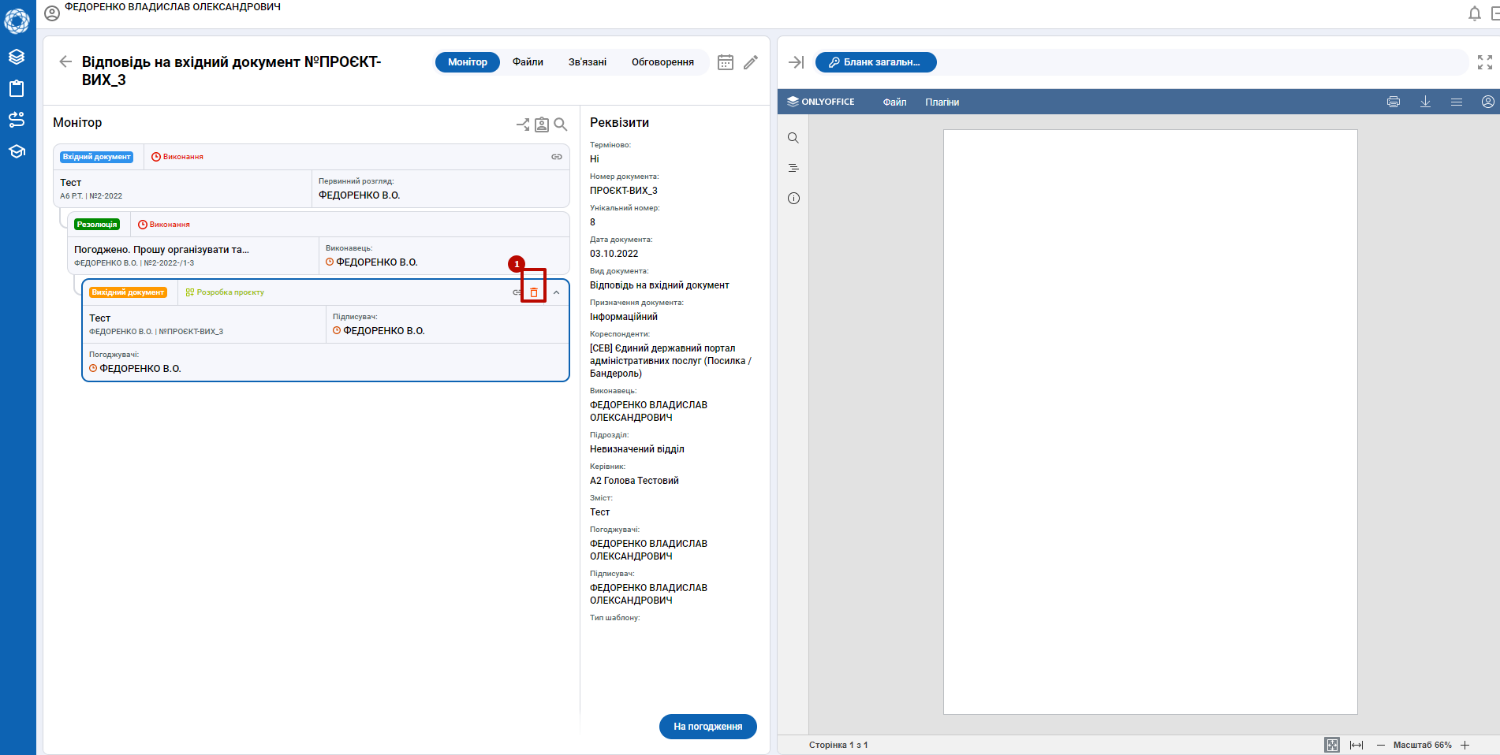 ФЕДОРЕНКО ВЛАДИСЛАВ ОЛЕКСАНДРОВИЧ
Відповідь на вхідний документ №ПРОЄКТ-
ВИХ_3
Монітор
Файли
Зв'язані
Обговорення
Монітор
Вхідний документ
Виконання
Тест
А6 Р.Т. | №2-2022
Первинний розгляд:
ФЕДОРЕНКО В.О.
Резолюція
Виконання
Погоджено. Прошу організувати та...
ФЕДОРЕНКО В.О. | №2-2022-/1-3
Виконавець:
ФЕДОРЕНКО В.О.
1
Вихідний документ
Розробка проєкту
Тест
ФЕДОРЕНКО В.О. | №ПРОЄКТ-ВИХ_3
Підписувач:
ФЕДОРЕНКО В.О.
Погоджувачі:
ФЕДОРЕНКО В.О.
Реквізити
Терміново:
Ні
Номер документа:
ПРОЄКТ-ВИХ_3
Унікальний номер:
8
Дата документа:
03.10.2022
Вид документа:
Відповідь на вхідний документ
Призначення документа:
Інформаційний
Кореспонденти:
[СЕВ] Єдиний державний портал
адміністративних послуг (Посилка /
Бандероль)
Виконавець:
ФЕДОРЕНКО ВЛАДИСЛАВ
ОЛЕКСАНДРОВИЧ
Підрозділ:
Невизначений відділ
Керівник:
А2 Голова Тестовий
Зміст:
Тест
Погоджувачі:
ФЕДОРЕНКО ВЛАДИСЛАВ
ОЛЕКСАНДРОВИЧ
Підписувач:
ФЕДОРЕНКО ВЛАДИСЛАВ
ОЛЕКСАНДРОВИЧ
Тип шаблону:
На погодження
Бланк загальн...
ONLYOFFICE
Файл
Плагіни
Сторінка 1 з 1
Масштаб 66%